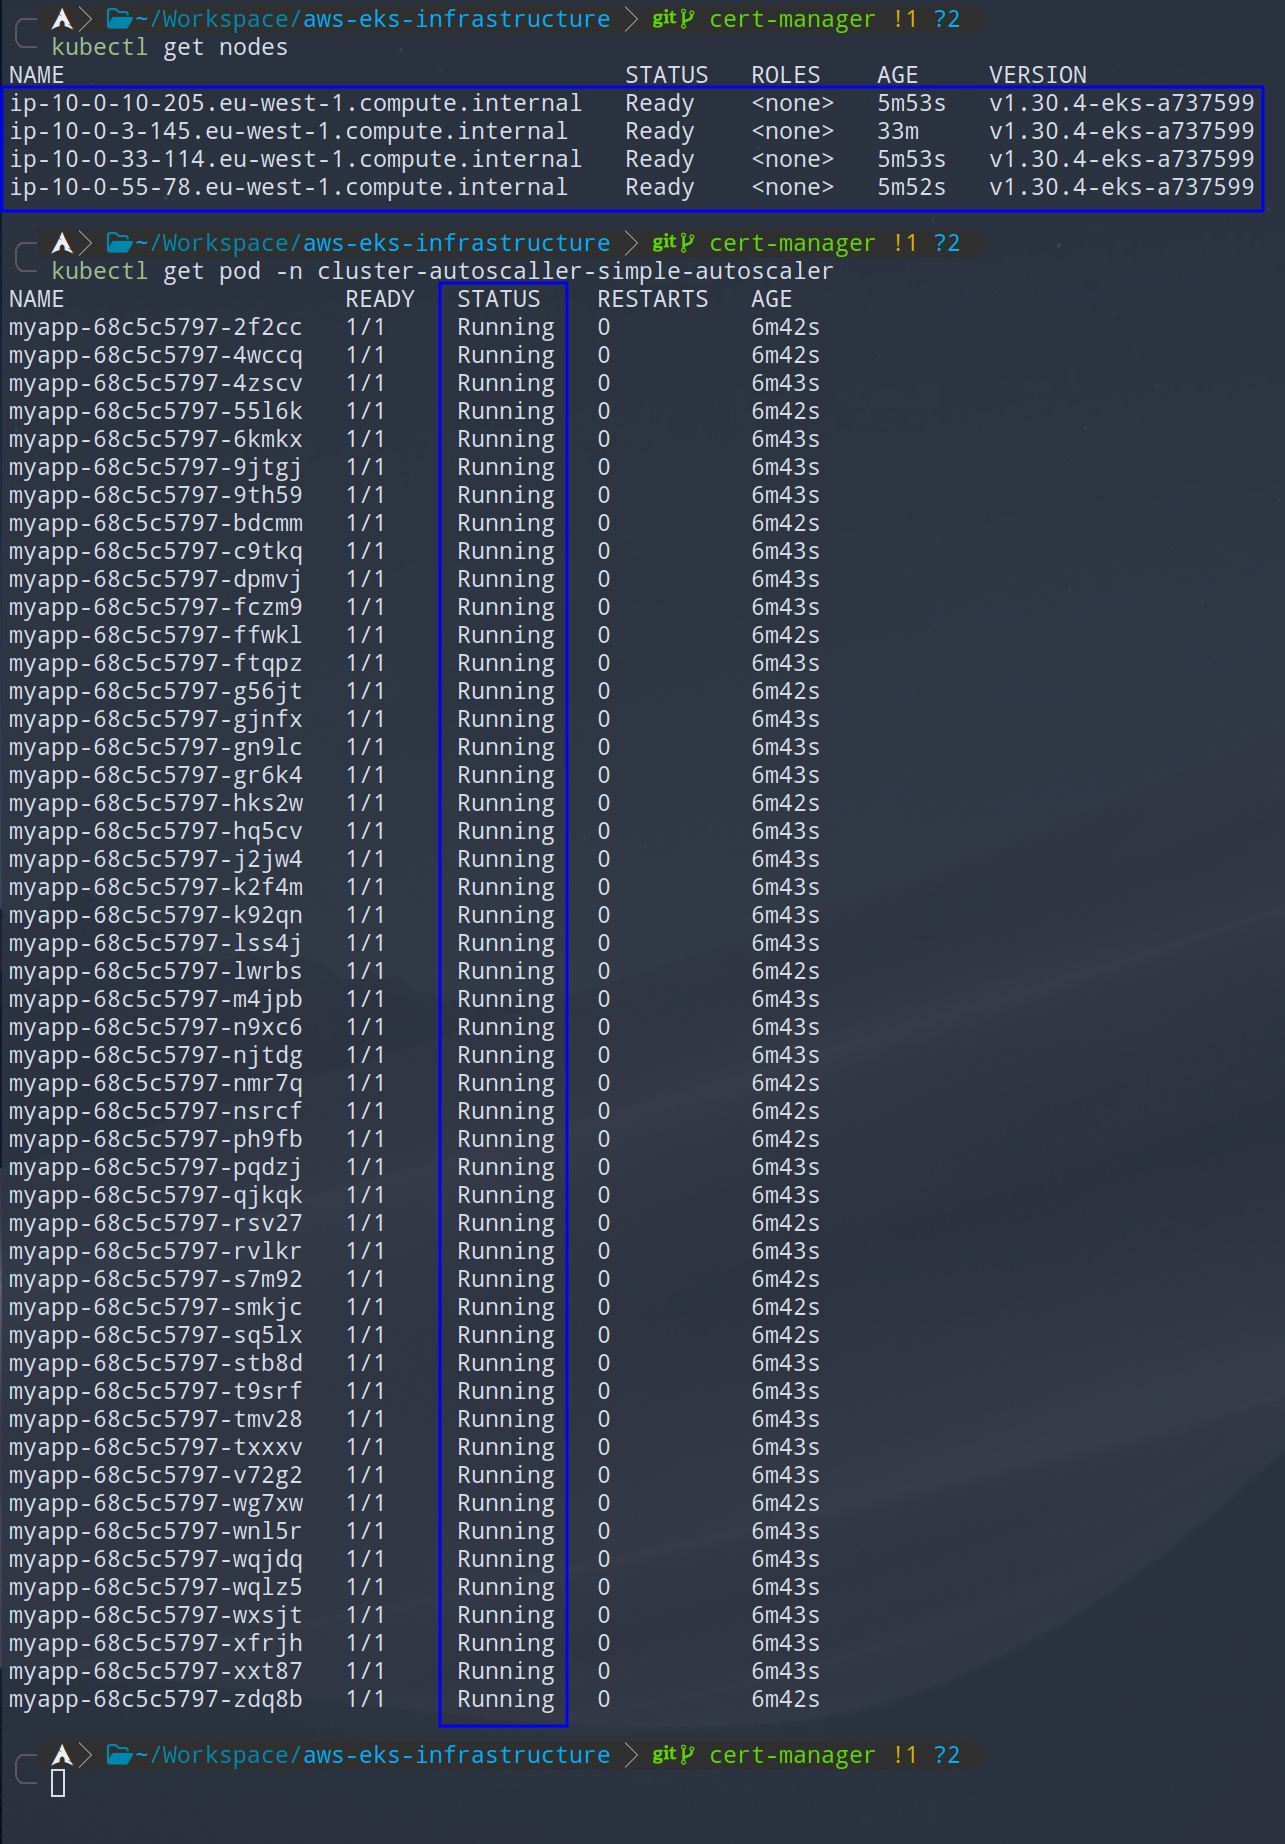 ~/Workspace/aws-eks-infrastructure git cert-manager !1 ?2
kubectl get nodes
NAME STATUS ROLES AGE VERSION
ip-10-0-10-205.eu-west-1.compute.internal Ready <none> 5m53s v1.30.4-eks-a737599
ip-10-0-3-145.eu-west-1.compute.internal Ready <none> 33m v1.30.4-eks-a737599
ip-10-0-33-114.eu-west-1.compute.internal Ready <none> 5m53s v1.30.4-eks-a737599
ip-10-0-55-78.eu-west-1.compute.internal Ready <none> 5m52s v1.30.4-eks-a737599
~/Workspace/aws-eks-infrastructure git cert-manager !1 ?2
kubectl get pod -n cluster-autoscaller-simple-autoscaler
NAME READY STATUS RESTARTS AGE
myapp-68c5c5797-2f2cc 1/1 Running 0 6m42s
myapp-68c5c5797-4wccq 1/1 Running 0 6m42s
myapp-68c5c5797-4zscv 1/1 Running 0 6m43s
myapp-68c5c5797-55l6k 1/1 Running 0 6m42s
myapp-68c5c5797-6kmkx 1/1 Running 0 6m43s
myapp-68c5c5797-9jtgj 1/1 Running 0 6m43s
myapp-68c5c5797-9th59 1/1 Running 0 6m43s
myapp-68c5c5797-bdcmm 1/1 Running 0 6m42s
myapp-68c5c5797-c9tkq 1/1 Running 0 6m43s
myapp-68c5c5797-dpmvj 1/1 Running 0 6m43s
myapp-68c5c5797-fczm9 1/1 Running 0 6m43s
myapp-68c5c5797-ffwkl 1/1 Running 0 6m42s
myapp-68c5c5797-ftqpz 1/1 Running 0 6m43s
myapp-68c5c5797-g56jt 1/1 Running 0 6m42s
myapp-68c5c5797-gjnfx 1/1 Running 0 6m43s
myapp-68c5c5797-gn9lc 1/1 Running 0 6m43s
myapp-68c5c5797-gr6k4 1/1 Running 0 6m43s
myapp-68c5c5797-hks2w 1/1 Running 0 6m42s
myapp-68c5c5797-hq5cv 1/1 Running 0 6m43s
myapp-68c5c5797-j2jw4 1/1 Running 0 6m43s
myapp-68c5c5797-k2f4m 1/1 Running 0 6m43s
myapp-68c5c5797-k92qn 1/1 Running 0 6m43s
myapp-68c5c5797-lss4j 1/1 Running 0 6m43s
myapp-68c5c5797-lwrbs 1/1 Running 0 6m42s
myapp-68c5c5797-m4jpb 1/1 Running 0 6m43s
myapp-68c5c5797-n9xc6 1/1 Running 0 6m43s
myapp-68c5c5797-njtdg 1/1 Running 0 6m43s
myapp-68c5c5797-nmr7q 1/1 Running 0 6m42s
myapp-68c5c5797-nsrcf 1/1 Running 0 6m42s
myapp-68c5c5797-ph9fb 1/1 Running 0 6m42s
myapp-68c5c5797-pqdzj 1/1 Running 0 6m43s
myapp-68c5c5797-qjkqk 1/1 Running 0 6m43s
myapp-68c5c5797-rsv27 1/1 Running 0 6m42s
myapp-68c5c5797-rvlkr 1/1 Running 0 6m43s
myapp-68c5c5797-s7m92 1/1 Running 0 6m42s
myapp-68c5c5797-smkjc 1/1 Running 0 6m42s
myapp-68c5c5797-sq5lx 1/1 Running 0 6m42s
myapp-68c5c5797-stb8d 1/1 Running 0 6m43s
myapp-68c5c5797-t9srf 1/1 Running 0 6m43s
myapp-68c5c5797-tmv28 1/1 Running 0 6m43s
myapp-68c5c5797-txxxv 1/1 Running 0 6m43s
myapp-68c5c5797-v72g2 1/1 Running 0 6m43s
myapp-68c5c5797-wg7xw 1/1 Running 0 6m42s
myapp-68c5c5797-wnl5r 1/1 Running 0 6m43s
myapp-68c5c5797-wqjdq 1/1 Running 0 6m43s
myapp-68c5c5797-wqlz5 1/1 Running 0 6m43s
myapp-68c5c5797-wxsjt 1/1 Running 0 6m43s
myapp-68c5c5797-xfrjh 1/1 Running 0 6m43s
myapp-68c5c5797-xxt87 1/1 Running 0 6m43s
myapp-68c5c5797-zdq8b 1/1 Running 0 6m42s
~/Workspace/aws-eks-infrastructure git cert-manager !1 ?2